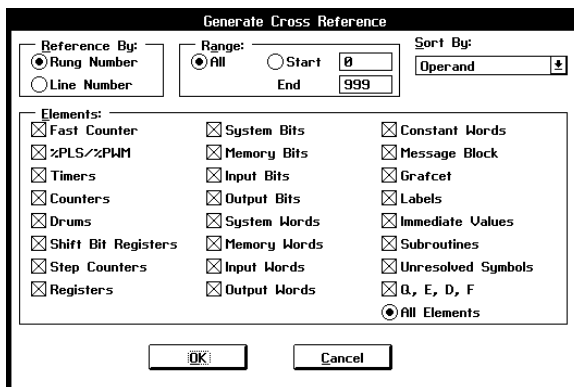 Generate Cross Reference
Reference By:
Rung Number
Line Number
Range:
All
Start
0
End
999
Sort By:
Operand
Elements:
Fast Counter
%PLS/%PWM
Timers
Counters
Drums
Shift Bit Registers
Step Counters
Registers
System Bits
Memory Bits
Input Bits
Output Bits
System Words
Memory Words
Input Words
Output Words
Constant Words
Message Block
Grafcet
Labels
Immediate Values
Subroutines
Unresolved Symbols
Q, E, D, F
All Elements
OK
Cancel